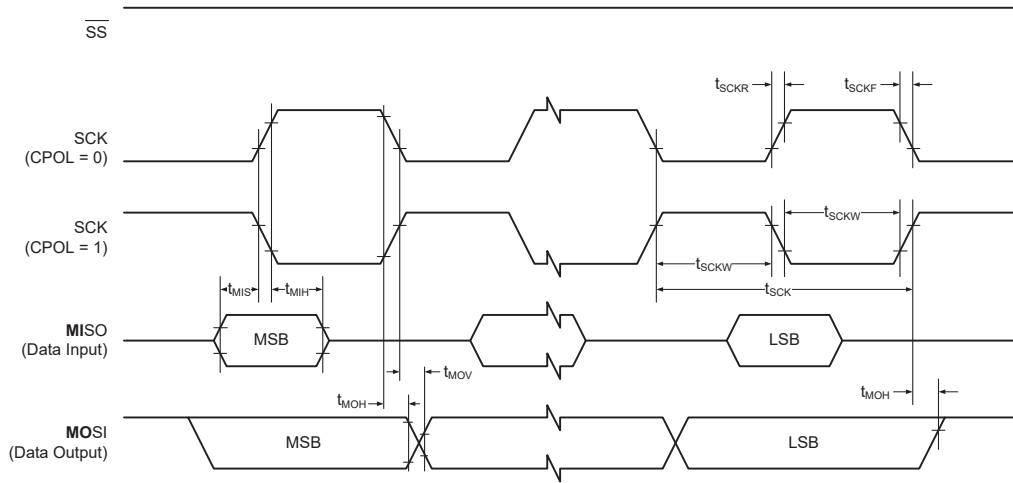 SS
tSCKR
tSCKF
SCK
(CPOL = 0)
SCK
(CPOL = 1)
tSCKW
tSCKW
tMIS
tMIH
tSCK
MISO
(Data Input)
MSB
LSB
tMOV
tMOH
tMOH
MOSI
(Data Output)
MSB
LSB